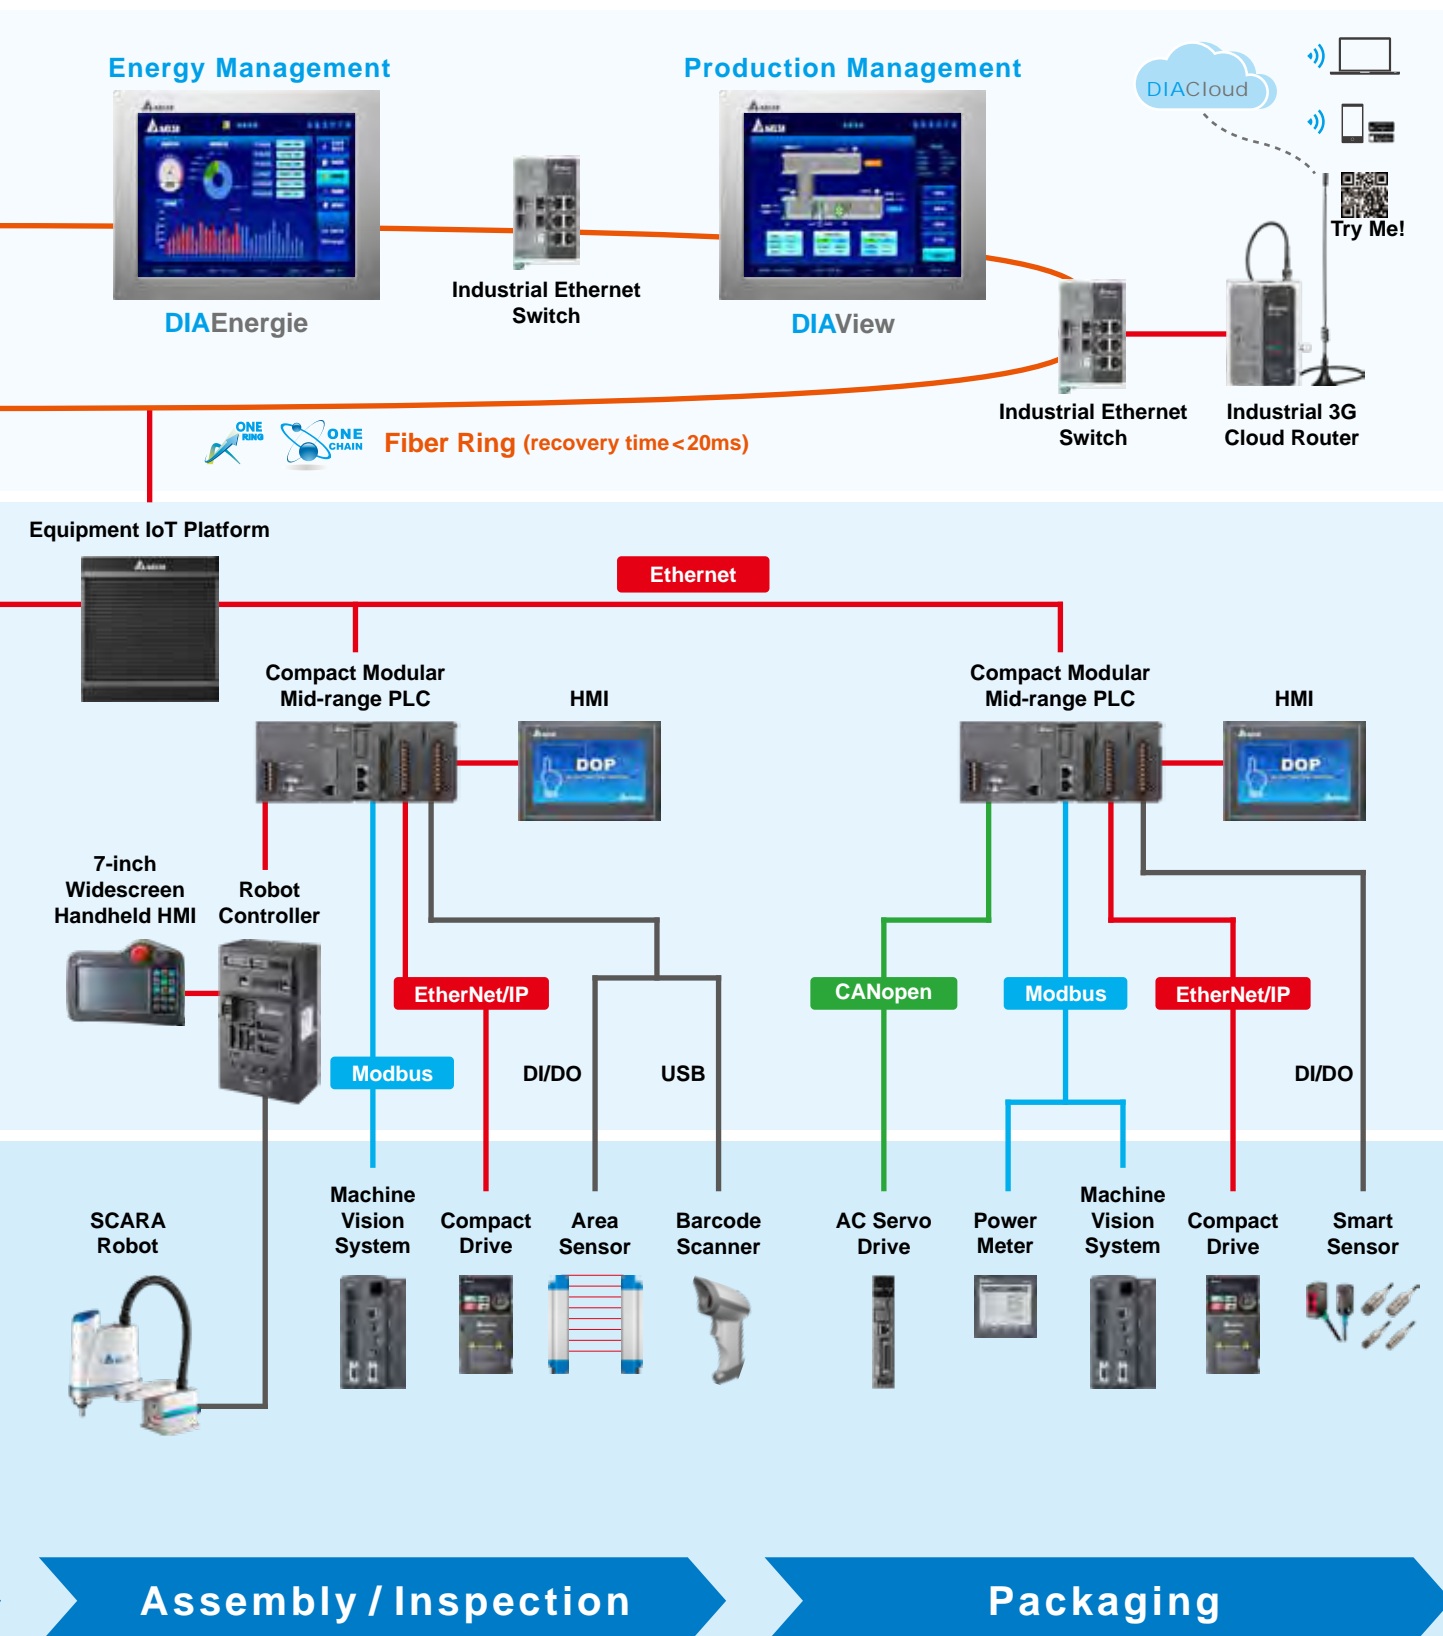 Energy Management
Production Management
DIACloud
Try Me!
Industrial Ethernet
Switch
DIAEnergie
DIAView
Industrial Ethernet
Switch
Industrial 3G
Cloud Router
ONE
RING
ONE
CHAIN
Fiber Ring (recovery time<20ms)
Equipment IoT Platform
Ethernet
Compact Modular
Mid-range PLC
HMI
Compact Modular
Mid-range PLC
HMI
DOP
DOP
7-inch
Widescreen
Handheld HMI
Robot
Controller
EtherNet/IP
CANopen
Modbus
EtherNet/IP
Modbus
DI/DO
USB
DI/DO
SCARA
Robot
Machine
Vision
System
Compact
Drive
Area
Sensor
Barcode
Scanner
AC Servo
Drive
Power
Meter
Machine
Vision
System
Compact
Drive
Smart
Sensor
Assembly / Inspection
Packaging